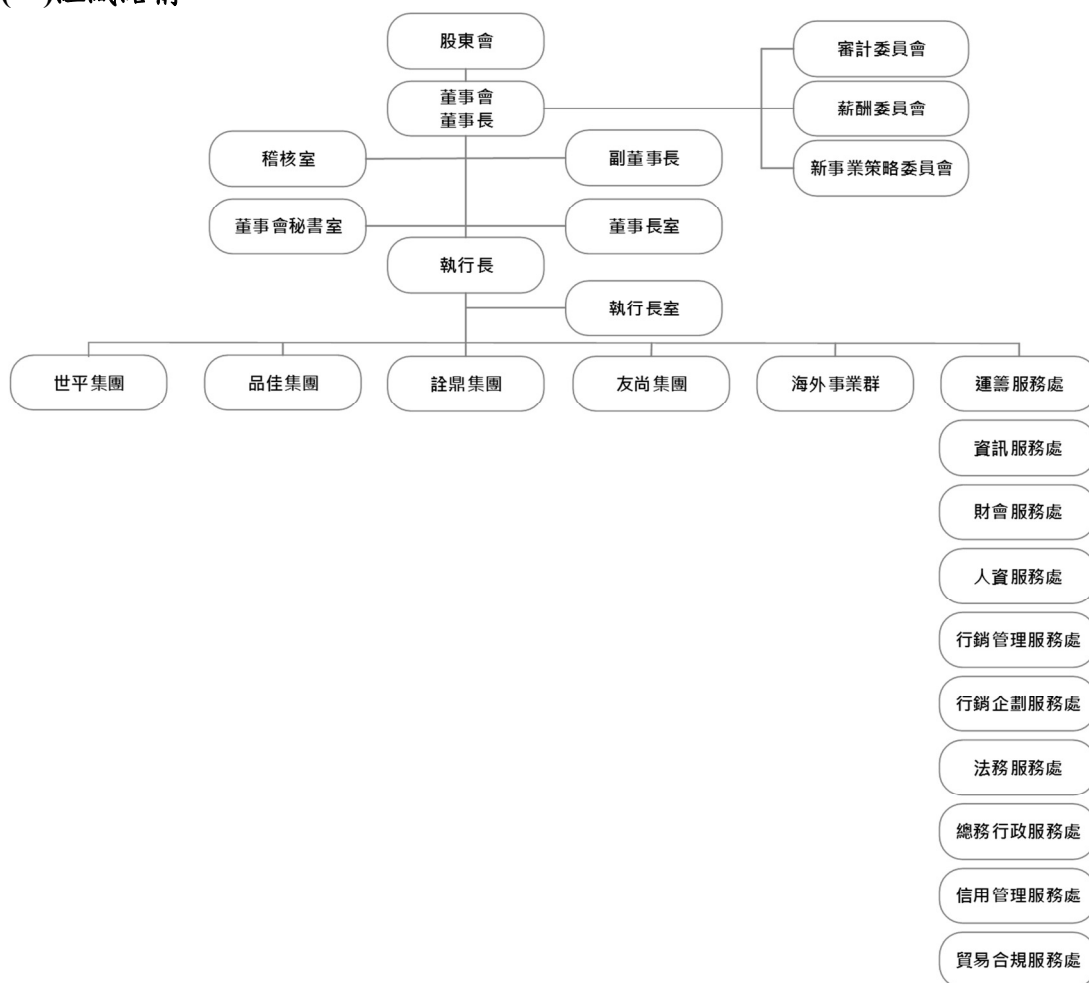 股東會
審計委員會
董事會
董事長
薪酬委員會
稽核室
副董事長
新事業策略委員會
董事會秘書室
董事長室
執行長
執行長室
世平集團
品佳集團
詮鼎集團
友尚集團
海外事業群
運籌服務處
資訊服務處
財會服務處
人資服務處
行銷管理服務處
行銷企劃服務處
法務服務處
總務行政服務處
信用管理服務處
貿易合規服務處